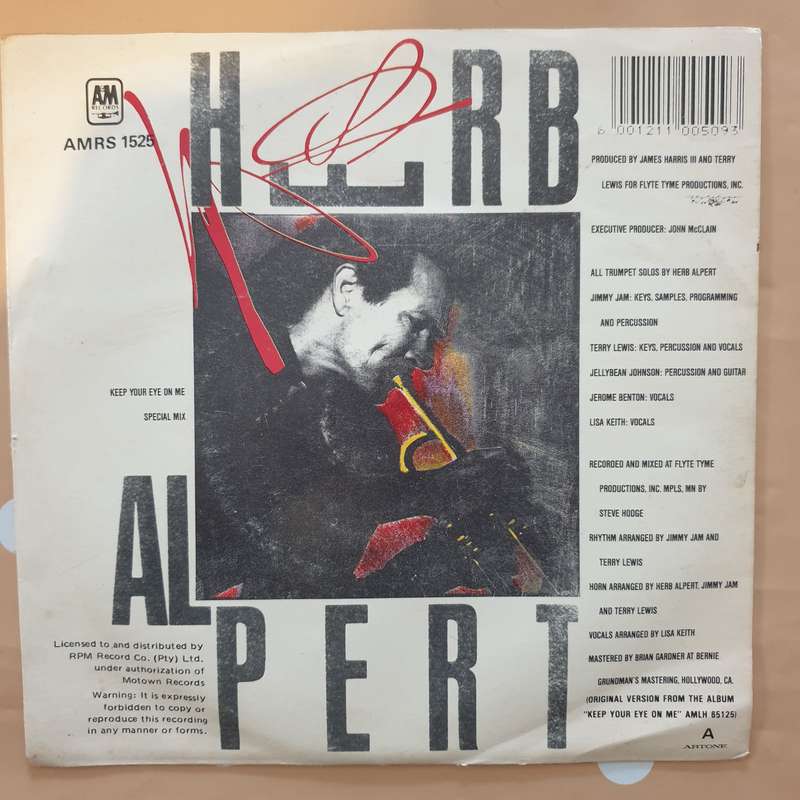 A&M
RECORDS
AMRS 1525
HERB
6 001211 005093
PRODUCED BY JAMES HARRIS III AND TERRY
LEWIS FOR FLYTE TYME PRODUCTIONS, INC.
EXECUTIVE PRODUCER: JOHN McCLAIN
ALL TRUMPET SOLOS BY HERB ALPERT
JIMMY JAM: KEYS, SAMPLES, PROGRAMMING
AND PERCUSSION
TERRY LEWIS: KEYS, PERCUSSION AND VOCALS
JELLYBEAN JOHNSON: PERCUSSION AND GUITAR
JEROME BENTON: VOCALS
LISA KEITH: VOCALS
KEEP YOUR EYE ON ME
SPECIAL MIX
RECORDED AND MIXED AT FLYTE TYME
PRODUCTIONS, INC. MPLS, MN BY
STEVE HODGE
RHYTHM ARRANGED BY JIMMY JAM AND
TERRY LEWIS
HORN ARRANGED BY HERB ALPERT, JIMMY JAM
AND TERRY LEWIS
VOCALS ARRANGED BY LISA KEITH
MASTERED BY BRIAN GARDNER AT BERNIE
GRUNDMAN'S MASTERING, HOLLYWOOD, CA.
(ORIGINAL VERSION FROM THE ALBUM
"KEEP YOUR EYE ON ME" AMLH 65125)
AL
PERT
Licensed to and distributed by
RPM Record Co. (Pty) Ltd.
under authorization of
Motown Records
Warning: It is expressly
forbidden to copy or
reproduce this recording
in any manner or forms.
A
ARTONE